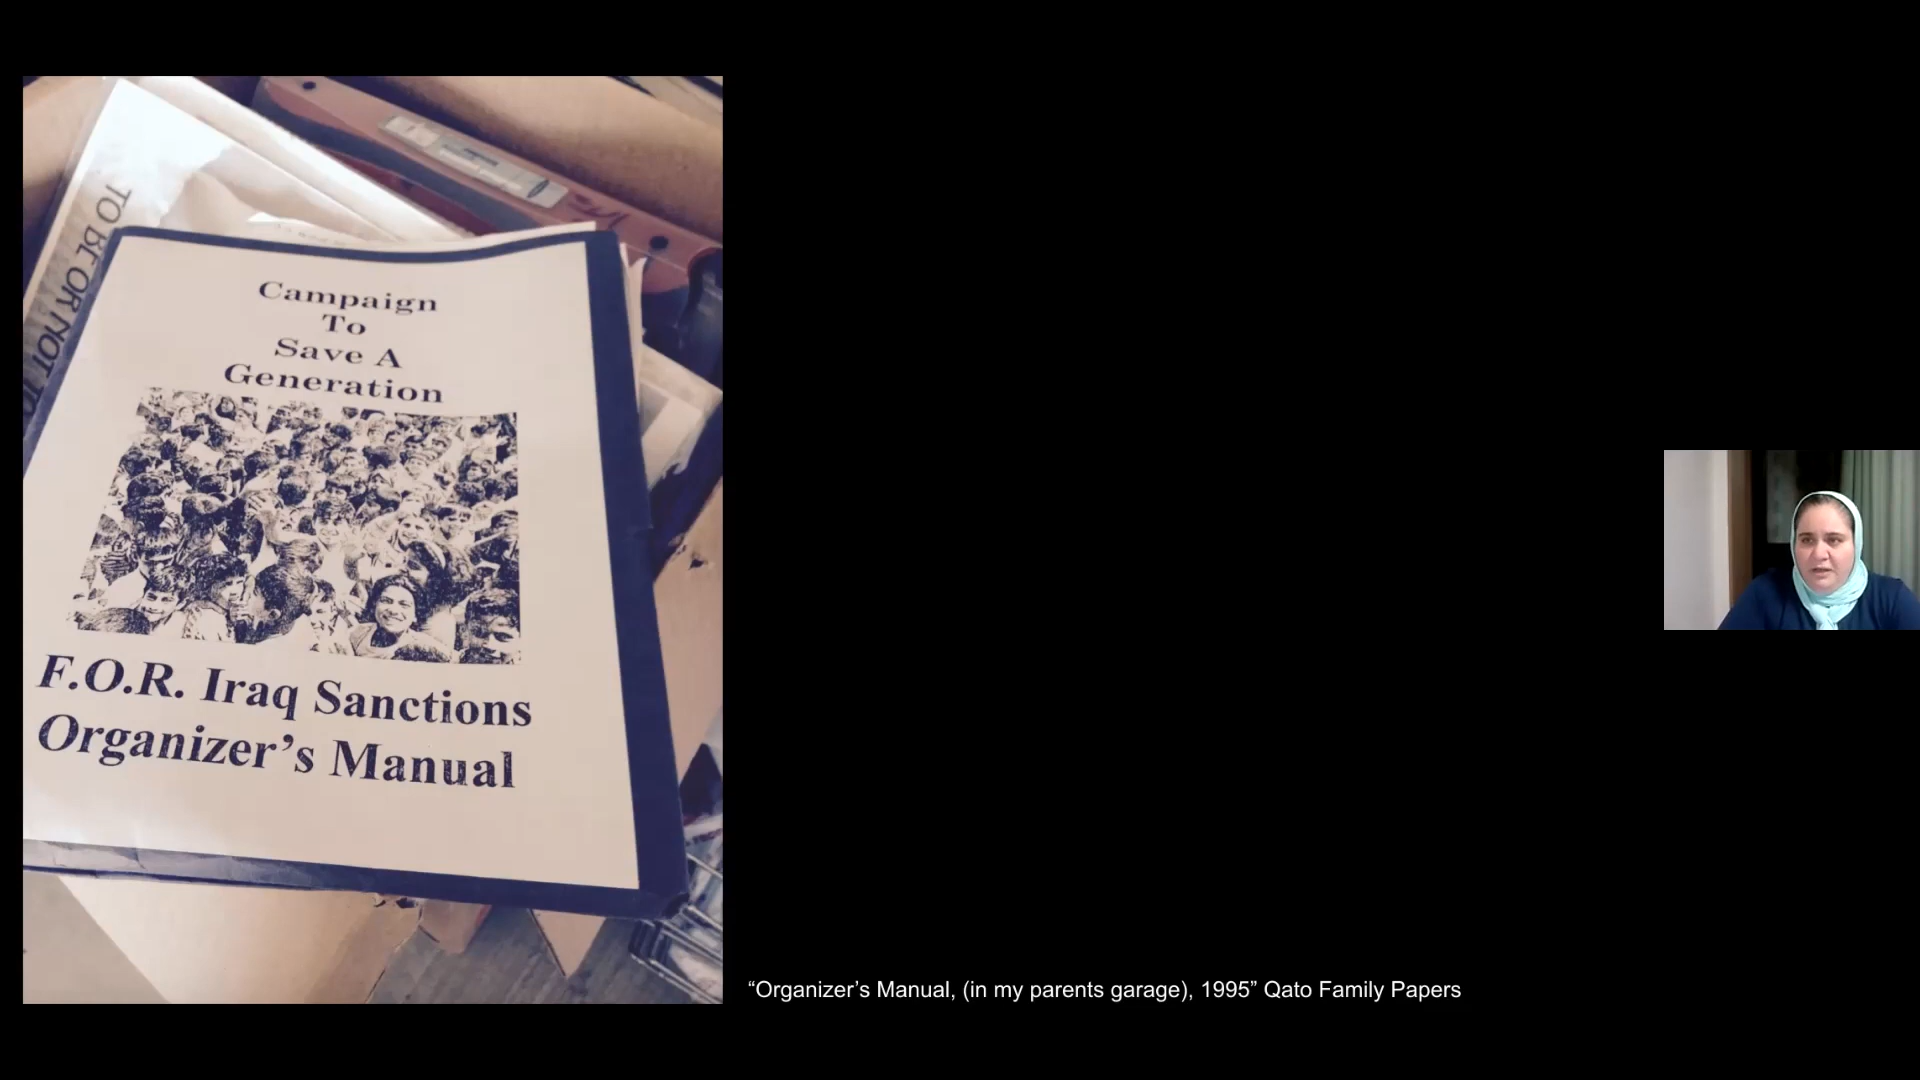 TO BE OR NOT TO
Campaign
To
Save A
Generation
F.O.R. Iraq Sanctions
Organizer's Manual
“Organizer’s Manual, (in my parents garage), 1995” Qato Family Papers